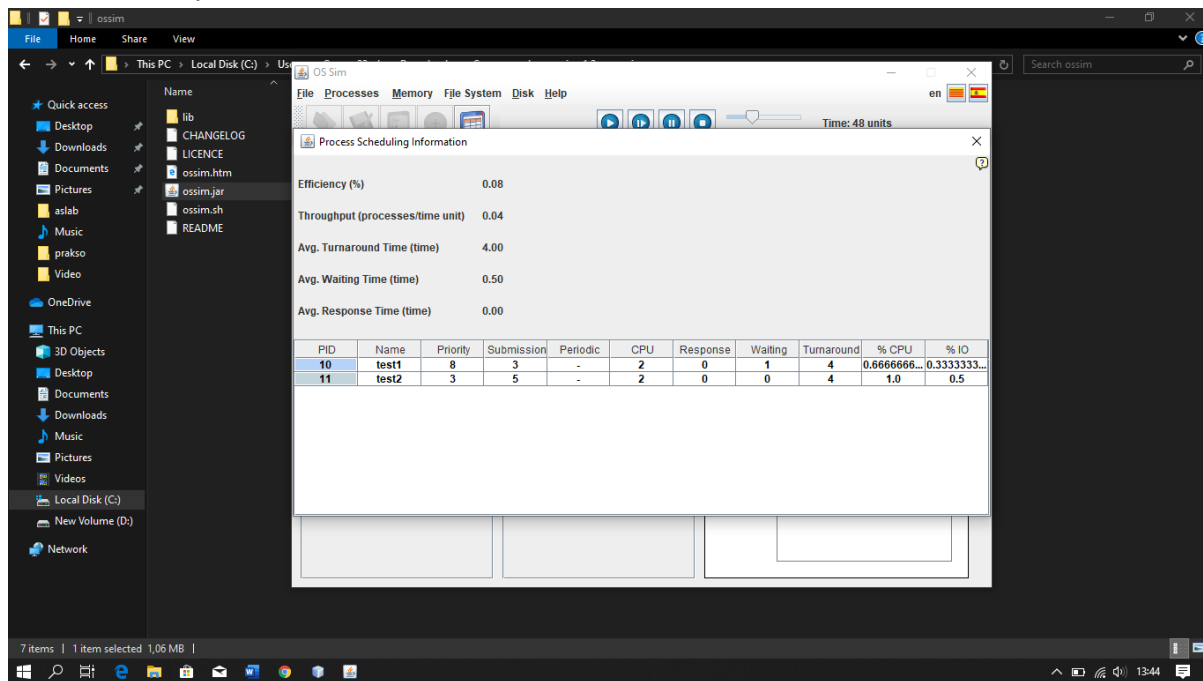 ossim
File Home Share View
This PC › Local Disk (C:) ›
Search ossim
Quick access
Desktop
Downloads
Documents
Pictures
aslab
Music
prakso
Video
OneDrive
This PC
3D Objects
Desktop
Documents
Downloads
Music
Pictures
Videos
Local Disk (C:)
New Volume (D:)
Network
Name
lib
CHANGELOG
LICENCE
ossim.htm
ossim.jar
ossim.sh
README
OS Sim
File Processes Memory File System Disk Help
en
Time: 48 units
Process Scheduling Information
Efficiency (%) 0.08
Throughput (processes/time unit) 0.04
Avg. Turnaround Time (time) 4.00
Avg. Waiting Time (time) 0.50
Avg. Response Time (time) 0.00
PID Name Priority Submission Periodic CPU Response Waiting Turnaround % CPU % IO
10 test1 8 3 - 2 0 1 4 0.6666666... 0.3333333...
11 test2 3 5 - 2 0 0 4 1.0 0.5
7 items | 1 item selected 1,06 MB |
13:44